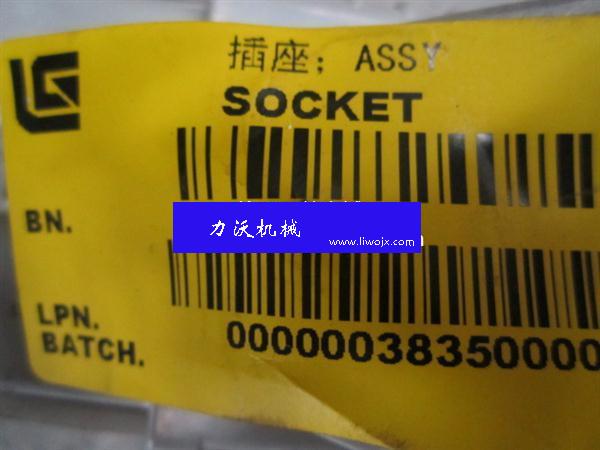 插座; ASSY
SOCKET
BN.
力沃机械
www.liwojx.com
LPN.
BATCH.
00000038350000